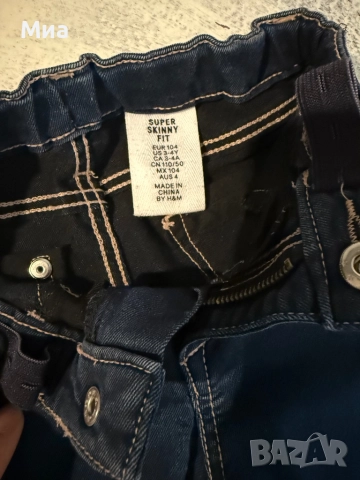 Миа
SUPER
SKINNY
FIT
EUR 104
US 3-4Y
CA 3-4A
CN 110/50
MX 104
AUS 4
MADE IN
CHINA
BY H&M
BAZAR